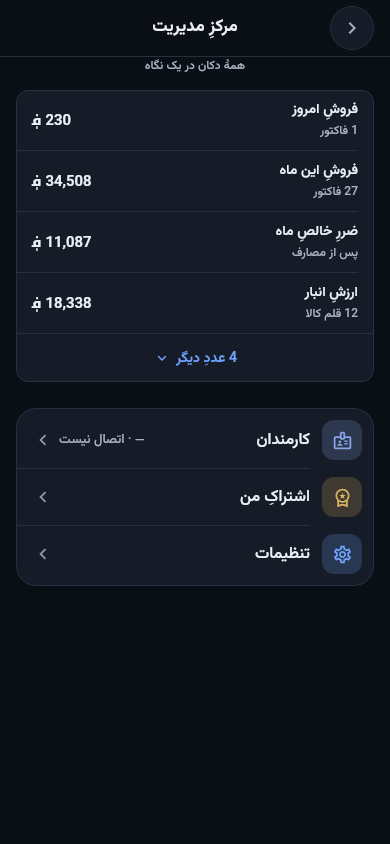 مرکزِ مدیریت
همهٔ دکان در یک نگاه
فروشِ امروز
230 ؋
1 فاکتور
فروشِ این ماه
34,508 ؋
27 فاکتور
ضررِ خالصِ ماه
11,087 ؋
پس از مصارف
ارزشِ انبار
18,338 ؋
12 قلم کالا
4 عددِ دیگر
کارمندان
— · اتصال نیست
اشتراکِ من
تنظیمات